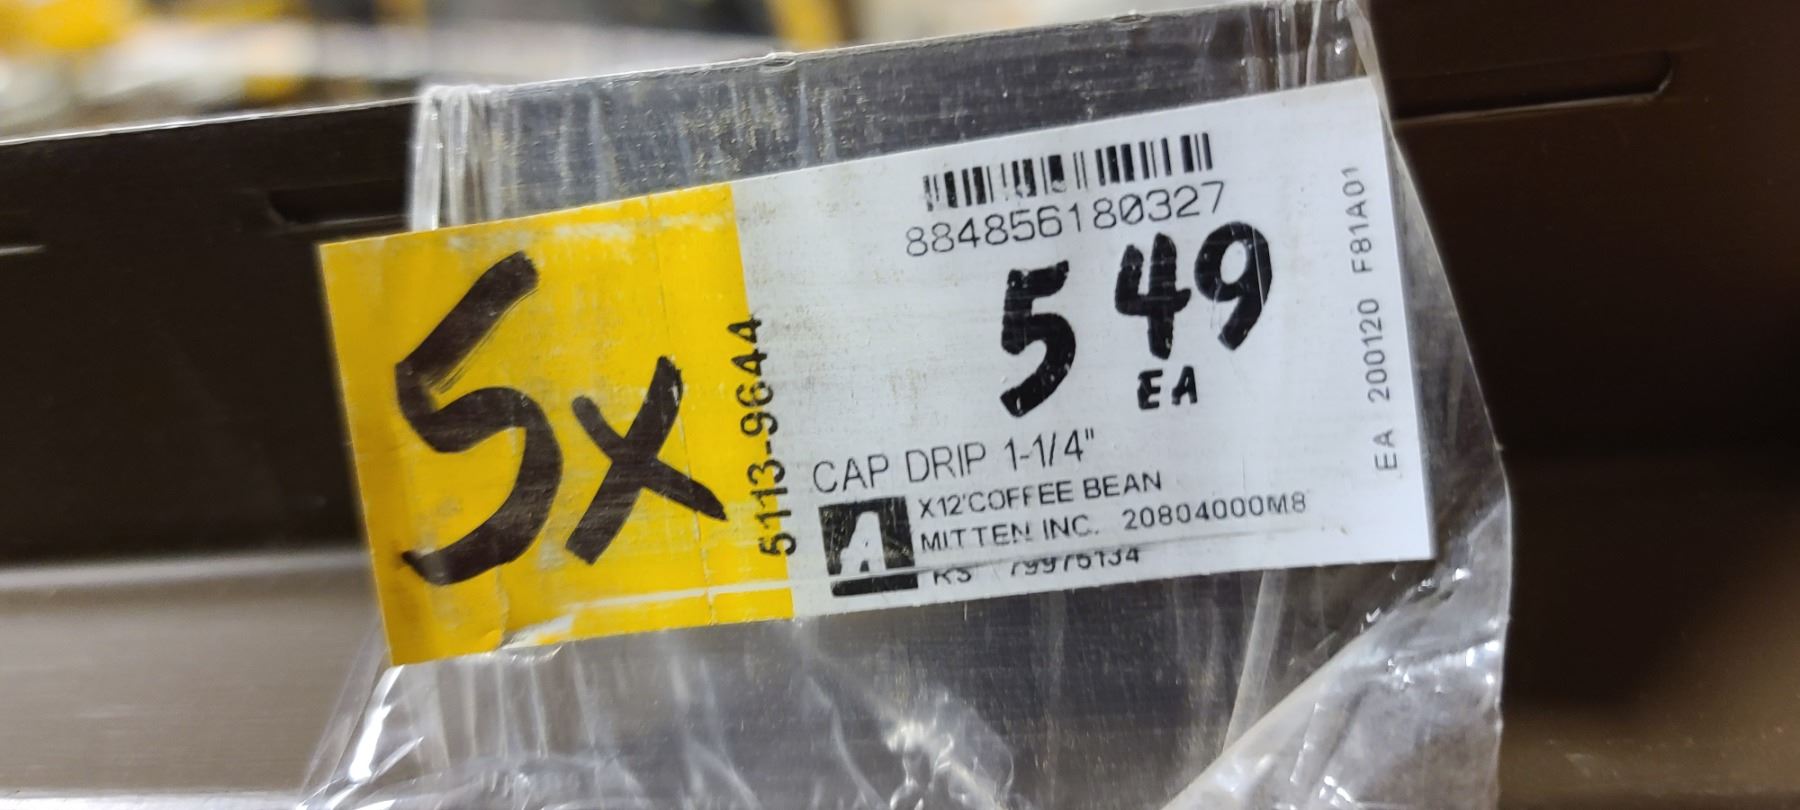 5x
5113-9644
884856180327
5 49
EA
CAP DRIP 1-1/4"
X12'COFFEE BEAN
MITTEN INC. 20804000M8
RS 79975134
A
EA 200120 F81A01